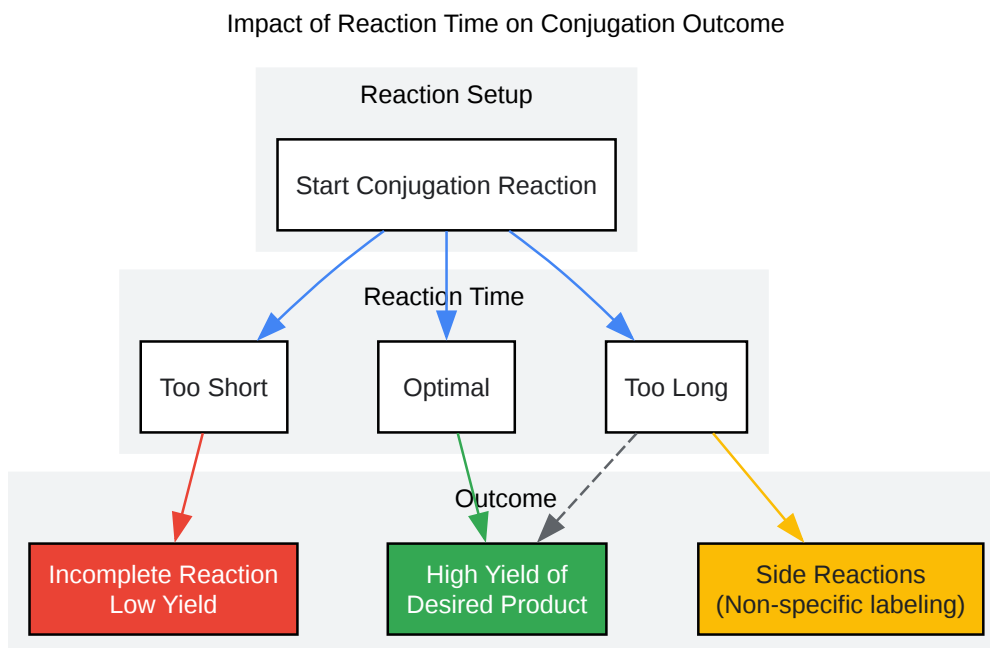 Impact of Reaction Time on Conjugation Outcome
Reaction Setup
Start Conjugation Reaction
Reaction Time
Too Short
Optimal
Too Long
Outcome
Incomplete Reaction
Low Yield
High Yield of
Desired Product
Side Reactions
(Non-specific labeling)